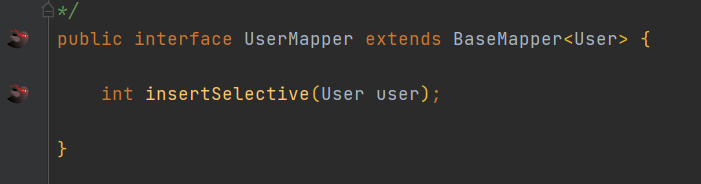 */
public interface UserMapper extends BaseMapper<User> {
int insertSelective(User user);
}